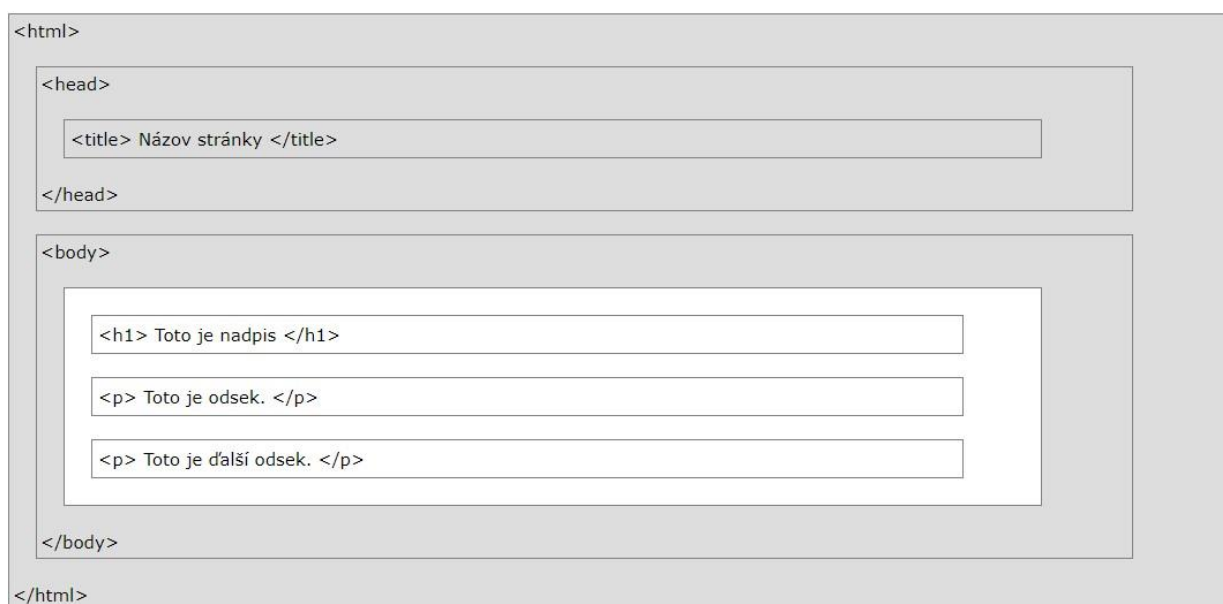 <html>
<head>
<title> Názov stránky </title>
</head>
<body>
<h1> Toto je nadpis </h1>
<p> Toto je odsek. </p>
<p> Toto je ďalší odsek. </p>
</body>
</html>